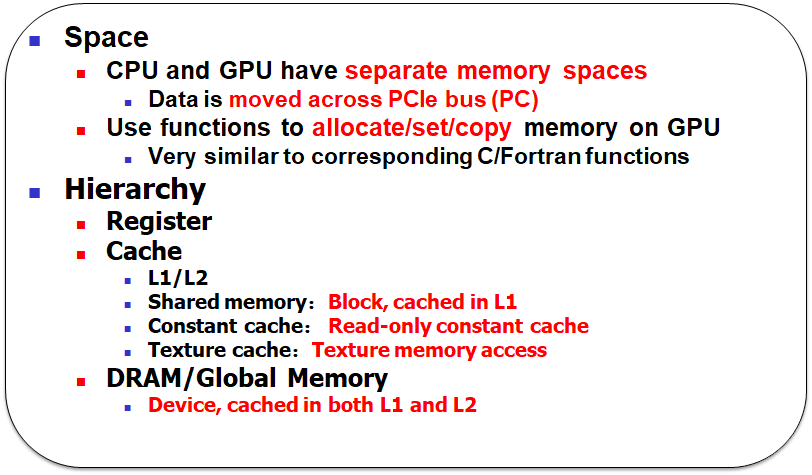 Space
CPU and GPU have separate memory spaces
Data is moved across PCIe bus (PC)
Use functions to allocate/set/copy memory on GPU
Very similar to corresponding C/Fortran functions
Hierarchy
Register
Cache
L1/L2
Shared memory：Block, cached in L1
Constant cache：Read-only constant cache
Texture cache：Texture memory access
DRAM/Global Memory
Device, cached in both L1 and L2